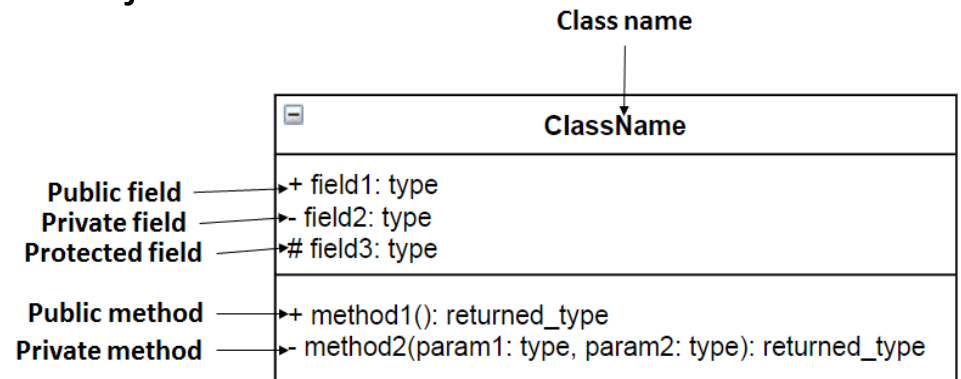 Class name
ClassName
Public field + field1: type
Private field - field2: type
Protected field # field3: type
Public method + method1(): returned_type
Private method - method2(param1: type, param2: type): returned_type